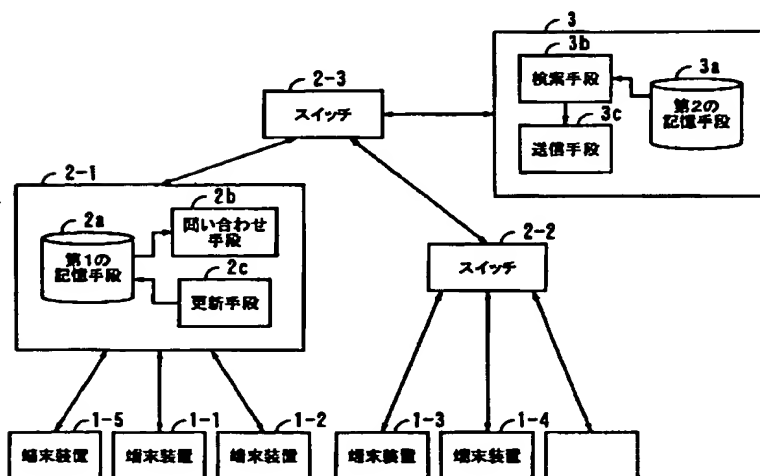 3
3b
3a
2-3
検索手段
スイッチ
第2の
記憶手段
3c
送信手段
2-1
2b
2a
問い合わせ
手段
2-2
第1の
記憶手段
2c
スイッチ
更新手段
1-5
1-1
1-2
1-3
1-4
端末装置
端末装置
端末装置
端末装置
端末装置